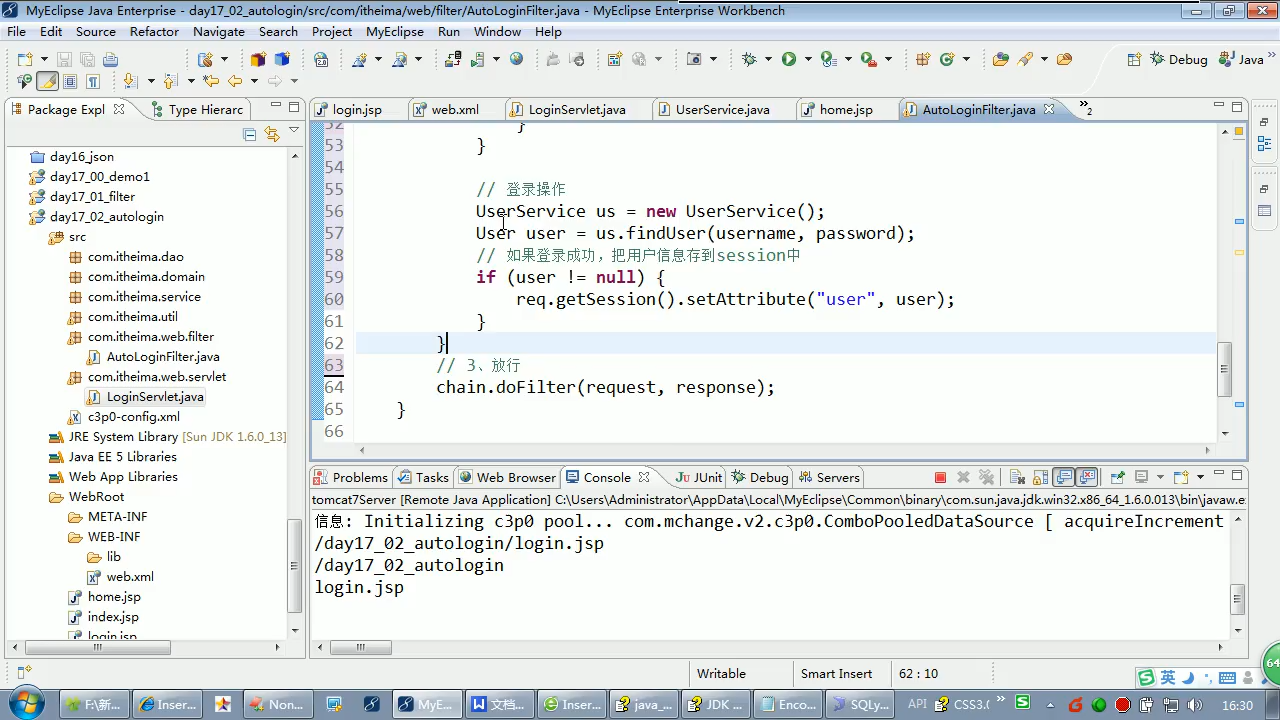 MyEclipse Java Enterprise - day17_02_autologin/src/com/itheima/web/filter/AutoLoginFilter.java - MyEclipse Enterprise Workbench
File Edit Source Refactor Navigate Search Project MyEclipse Run Window Help
Debug Java
Package Expl Type Hierarc
login.jsp web.xml LoginServlet.java UserService.java home.jsp AutoLoginFilter.java »2
day16_json
day17_00_demo1
day17_01_filter
day17_02_autologin
src
com.itheima.dao
com.itheima.domain
com.itheima.service
com.itheima.util
com.itheima.web.filter
AutoLoginFilter.java
com.itheima.web.servlet
LoginServlet.java
c3p0-config.xml
JRE System Library [Sun JDK 1.6.0_13]
Java EE 5 Libraries
Web App Libraries
WebRoot
META-INF
WEB-INF
lib
web.xml
home.jsp
index.jsp
login.jsp
52 }
53 }
54
55 // 登录操作
56 UserService us = new UserService();
57 User user = us.findUser(username, password);
58 // 如果登录成功，把用户信息存到session中
59 if (user != null) {
60 req.getSession().setAttribute("user", user);
61 }
62 }
63 // 3、放行
64 chain.doFilter(request, response);
65 }
66
Problems Tasks Web Browser Console JUnit Debug Servers
tomcat7Server [Remote Java Application] C:\Users\Administrator\AppData\Local\MyEclipse\Common\binary\com.sun.java.jdk.win32.x86_64_1.6.0.013\bin\javaw.e
信息: Initializing c3p0 pool... com.mchange.v2.c3p0.ComboPooledDataSource [ acquireIncrement
/day17_02_autologin/login.jsp
/day17_02_autologin
login.jsp
Writable Smart Insert 62 : 10
英
64
F:\新... Inser... Non... MyE... 文档... Inser... java_... JDK ... Enco... SQLy... API CSS3.0 16:30